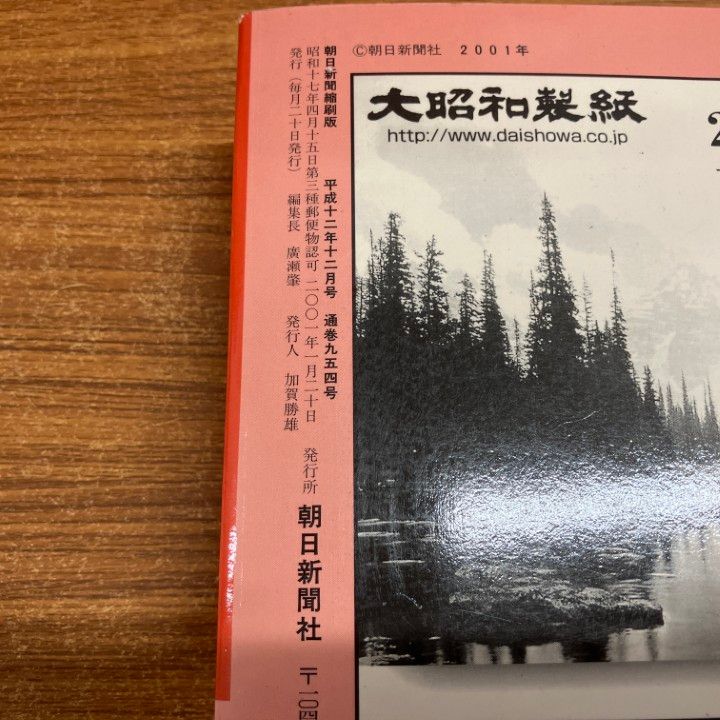 ©朝日新聞社 2001年
大昭和製紙
http://www.daishowa.co.jp
2
朝日新聞縮刷版 平成十二年十二月号 通巻九五四号
昭和十七年四月十五日第三種郵便物認可 二〇〇一年一月二十日
発行(毎月二十日発行) 編集長 廣瀬肇 発行人 加賀勝雄
発行所 朝日新聞社 〒一〇四